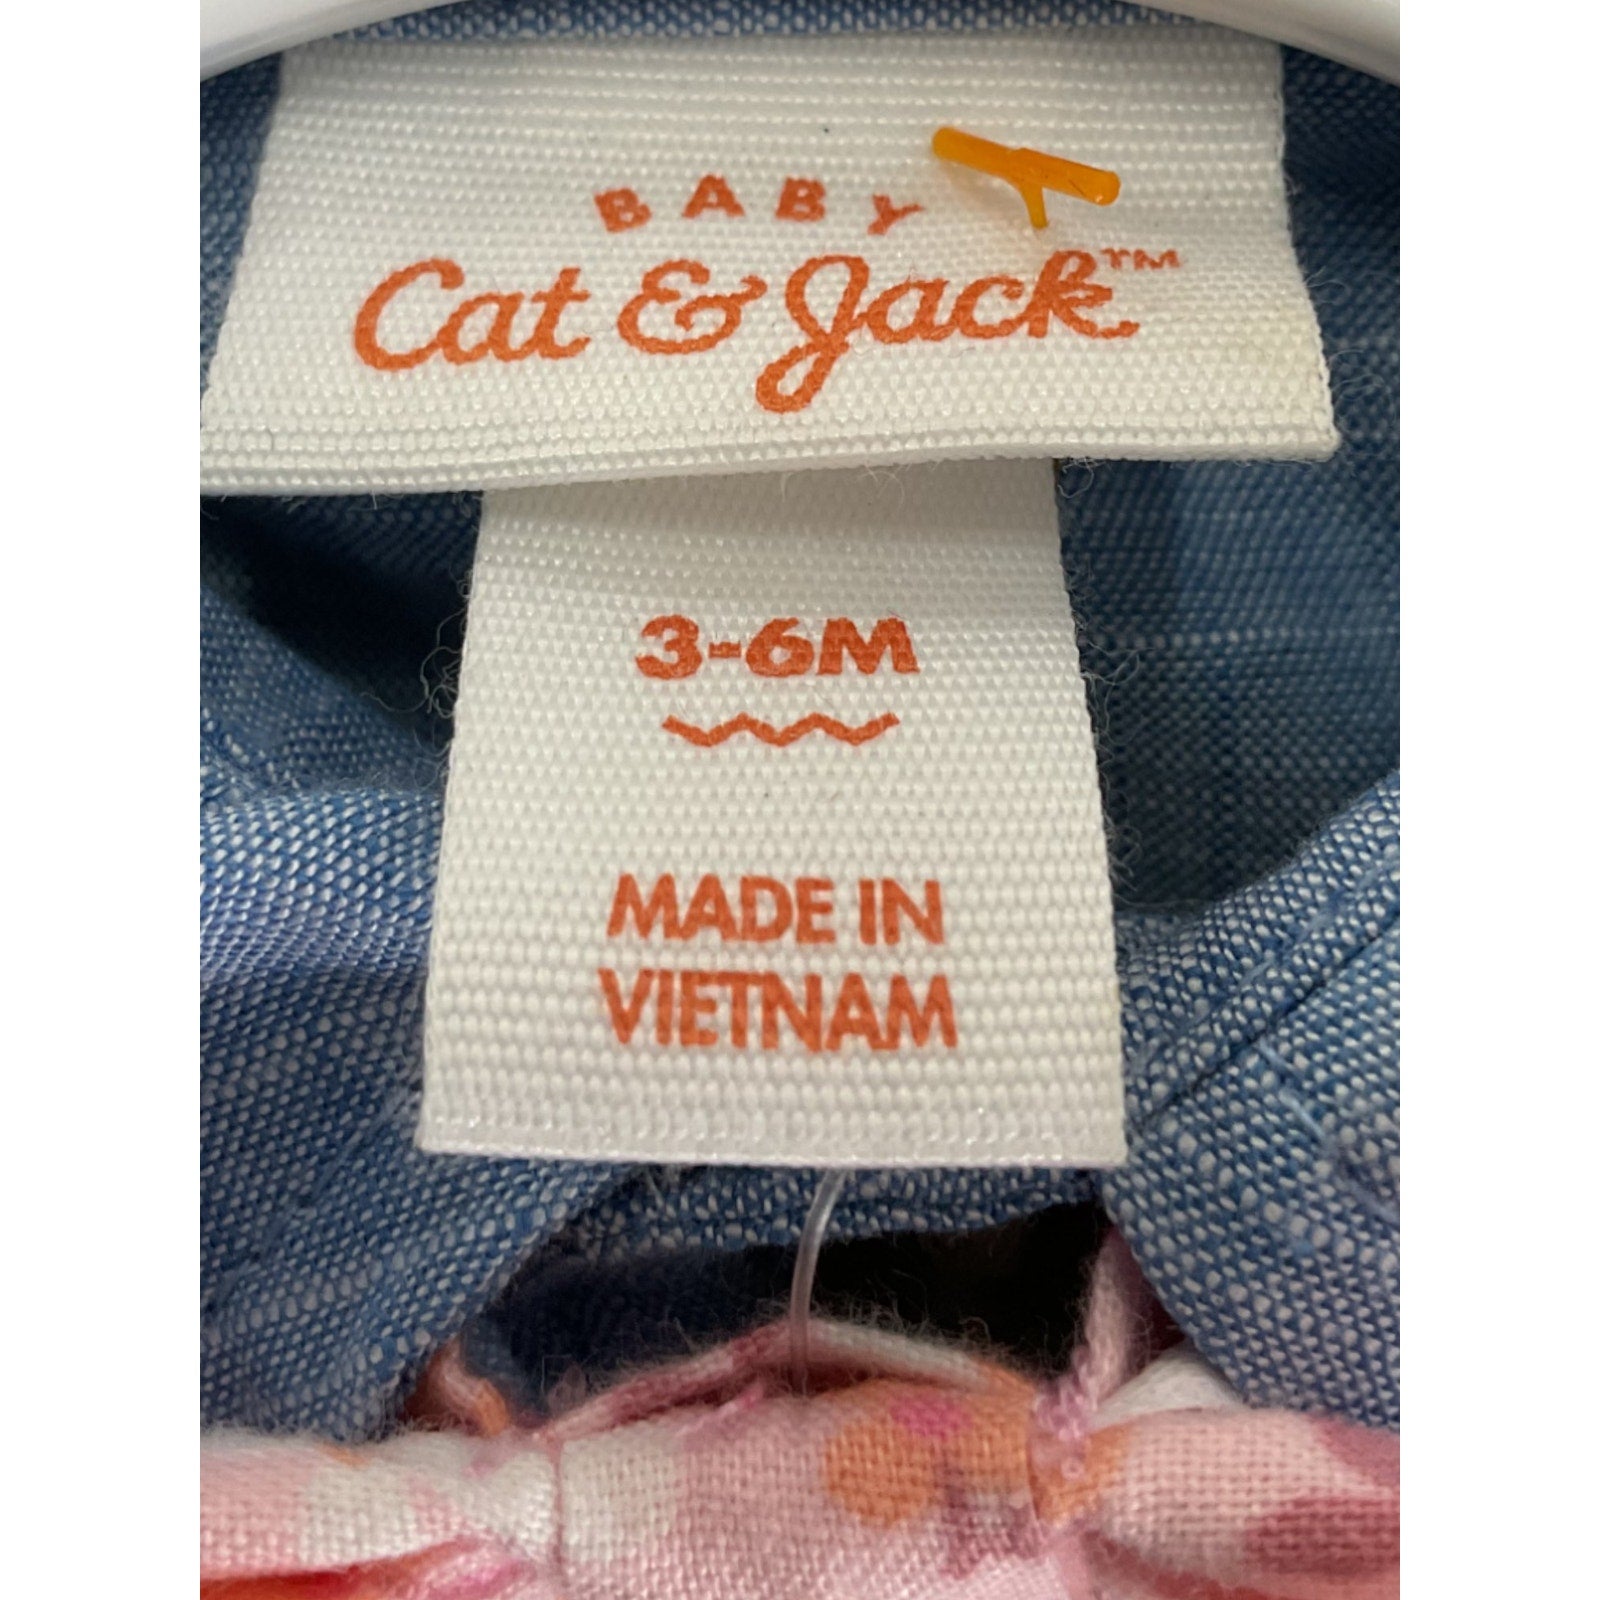 BABY
Cat & Jack™
3-6M
MADE IN
VIETNAM